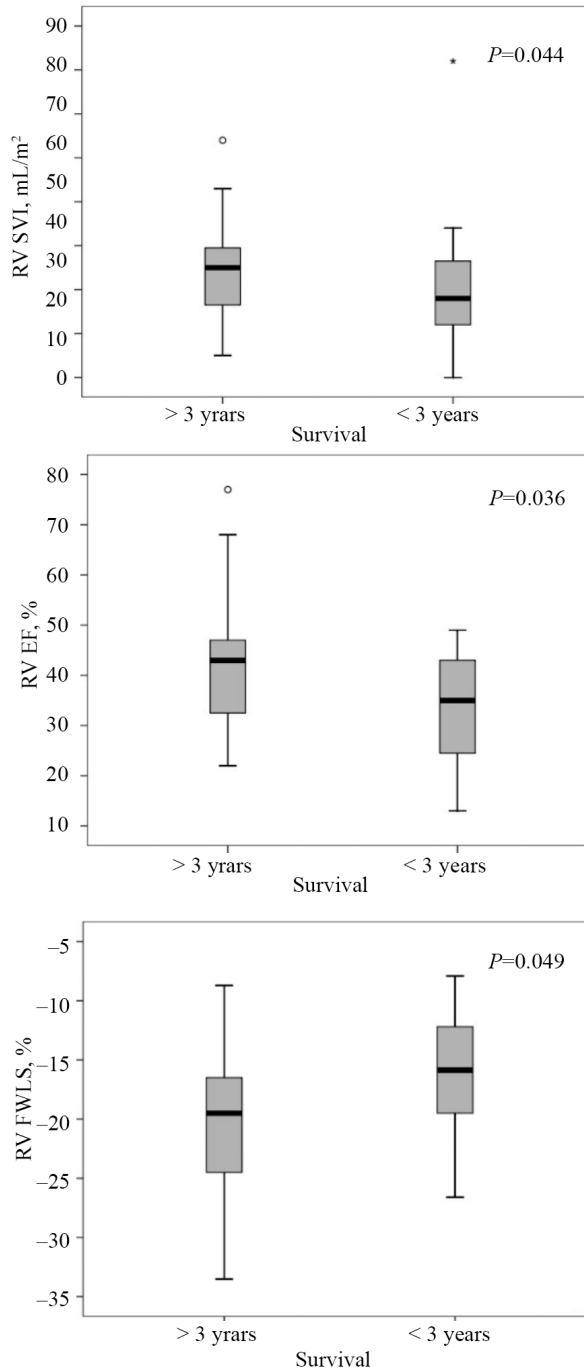 90
P=0.044
80
70
60
50
40
30
20
10
0
RV SVI, mL/m²
> 3 yrars
< 3 years
Survival
80
P=0.036
70
60
50
40
30
20
10
RV EF, %
> 3 yrars
< 3 years
Survival
–5
P=0.049
–10
–15
–20
–25
–30
–35
RV FWLS, %
> 3 yrars
< 3 years
Survival